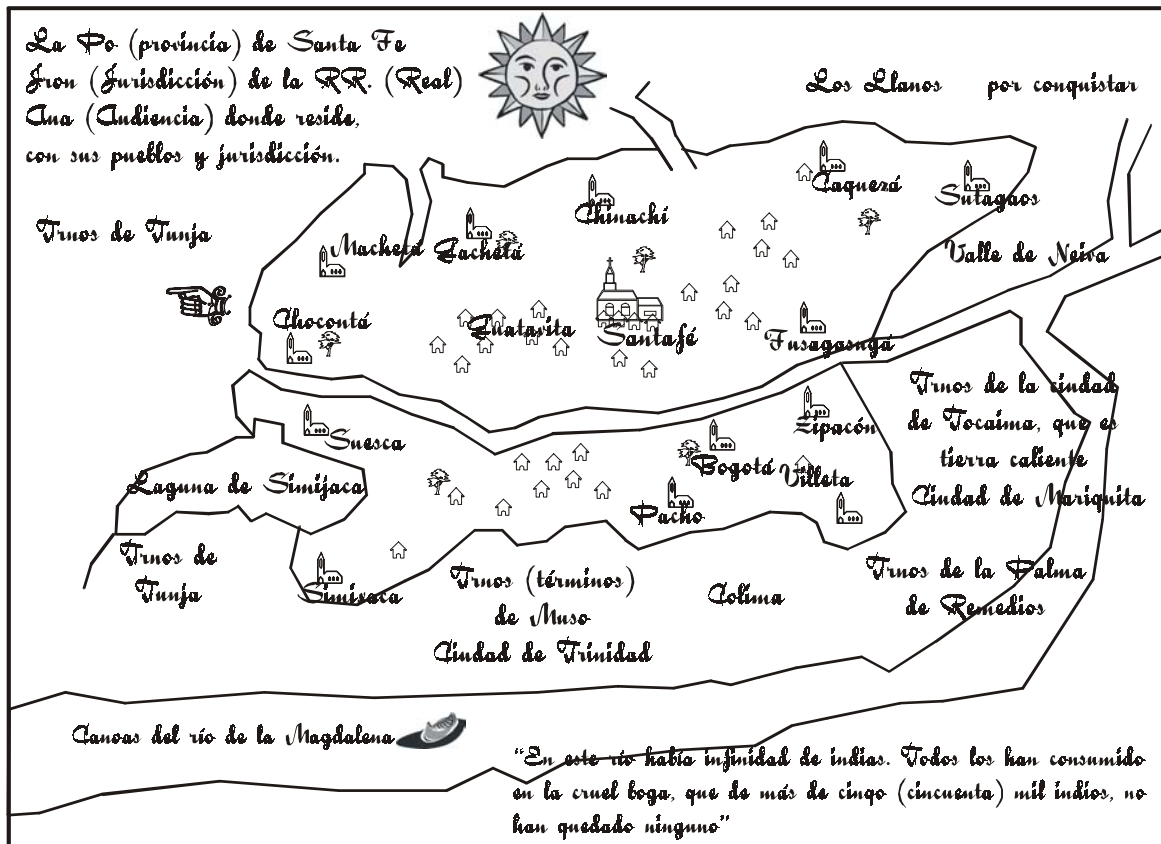 La Po (provincia) de Santa Fe
Jron (Jurisdicción) de la RR. (Real)
Ana (Audiencia) donde reside,
con sus pueblos y jurisdicción.
Los Llanos por conquistar
Caquezá
Sutagaos
Chinachi
Trnos de Tunja
Machetá
Gachetá
Valle de Neiva
Chocontá
Guatavita
Santafé
Fusagasugá
Trnos de la ciudad
de Tocaima, que es
tierra caliente
Ciudad de Mariquita
Zipacón
Suesca
Bogotá
Villeta
Laguna de Simijaca
Pacho
Trnos de
Tunja
Simixaca
Trnos (términos)
de Muso
Ciudad de Trinidad
Colima
Trnos de la Palma
de Remedios
Canoas del río de la Magdalena
“En este río había infinidad de indias. Todos los han consumido
en la cruel boga, que de más de cinqo (cincuenta) mil indios, no
han quedado ninguno”